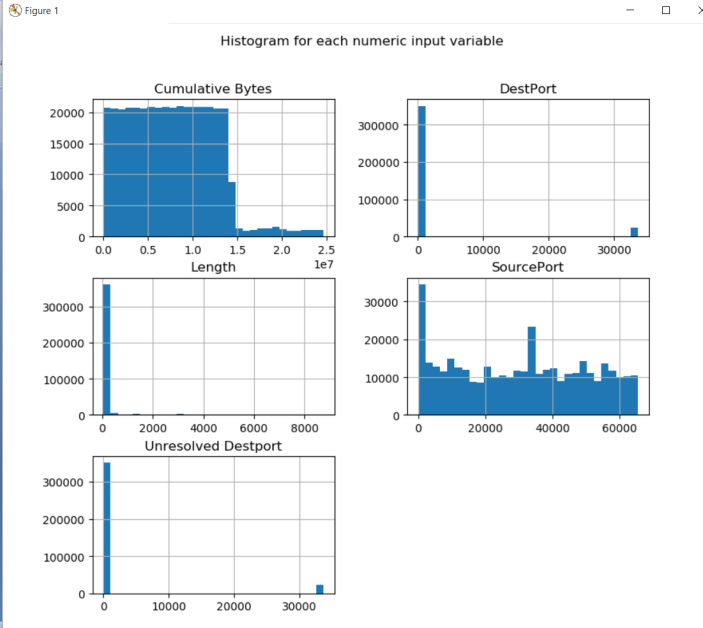 Figure 1
Histogram for each numeric input variable
Cumulative Bytes
20000
15000
10000
5000
0
0.0 0.5 1.0 1.5 2.0 2.5
1e7
DestPort
300000
200000
100000
0
0 10000 20000 30000
Length
300000
200000
100000
0
0 2000 4000 6000 8000
SourcePort
30000
20000
10000
0
0 20000 40000 60000
Unresolved Destport
300000
200000
100000
0
0 10000 20000 30000